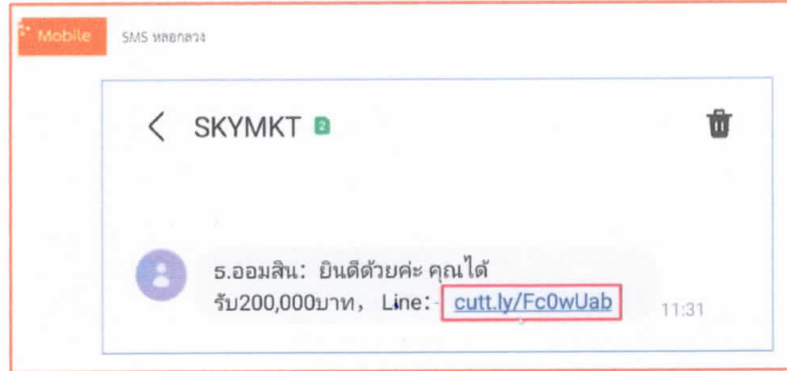 Mobile SMS หลอกลวง
SKYMKT 2
ธ.ออมสิน: ยินดีด้วยค่ะ คุณได้
รับ200,000บาท, Line: cutt.ly/Fc0wUab
11:31